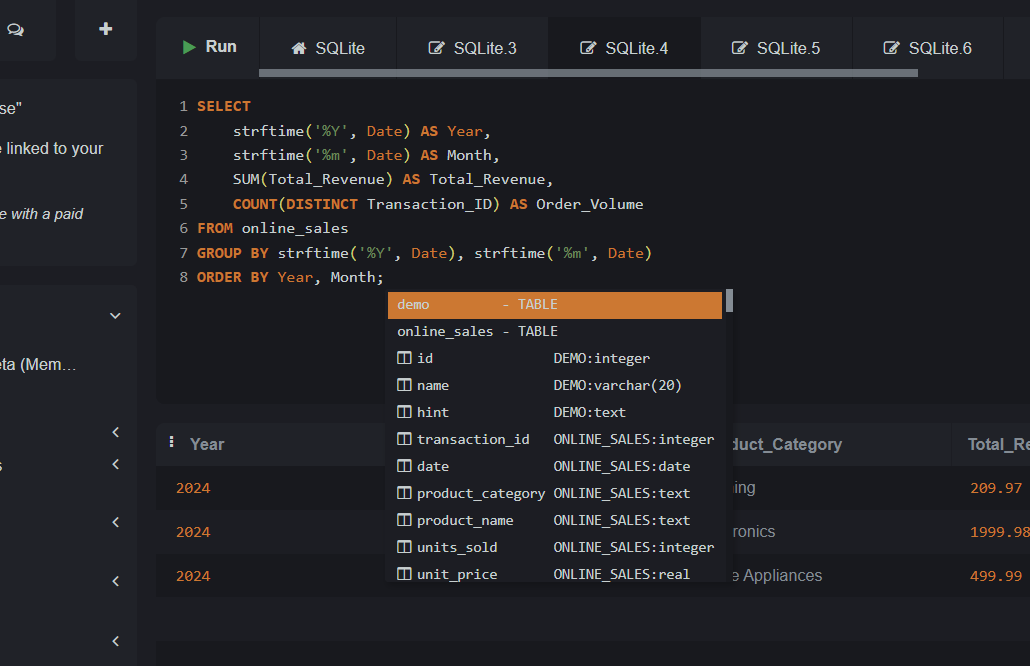 Run
SQLite
SQLite.3
SQLite.4
SQLite.5
SQLite.6
se"
linked to your
e with a paid
eta (Mem…
s
1 SELECT
2     strftime('%Y', Date) AS Year,
3     strftime('%m', Date) AS Month,
4     SUM(Total_Revenue) AS Total_Revenue,
5     COUNT(DISTINCT Transaction_ID) AS Order_Volume
6 FROM online_sales
7 GROUP BY strftime('%Y', Date), strftime('%m', Date)
8 ORDER BY Year, Month;
demo - TABLE
online_sales - TABLE
id DEMO:integer
name DEMO:varchar(20)
hint DEMO:text
transaction_id ONLINE_SALES:integer
date ONLINE_SALES:date
product_category ONLINE_SALES:text
product_name ONLINE_SALES:text
units_sold ONLINE_SALES:integer
unit_price ONLINE_SALES:real
Year duct_Category Total_Re
2024 ing 209.97
2024 ronics 1999.98
2024 e Appliances 499.99